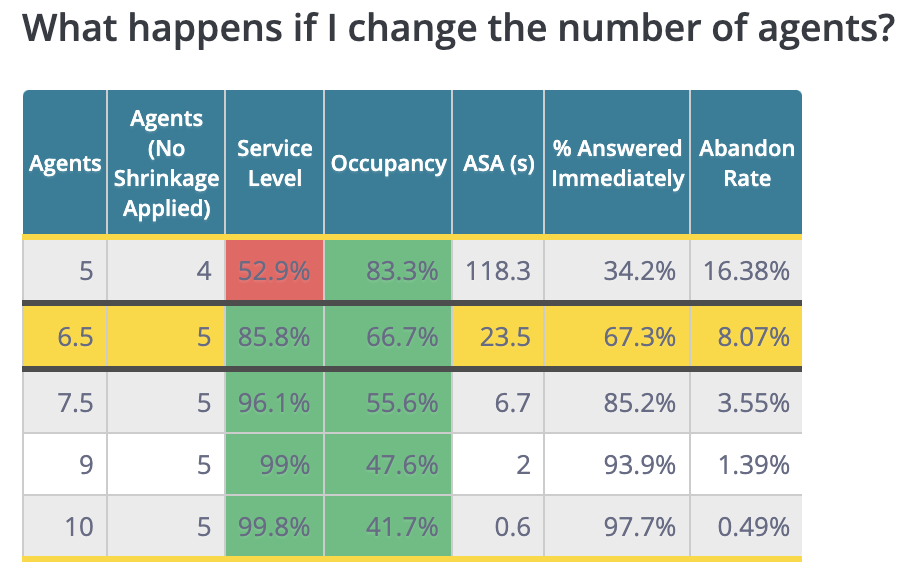 What happens if I change the number of agents?
Agents
Agents
(No
Shrinkage
Applied)
Service
Level
Occupancy
ASA (s)
% Answered
Immediately
Abandon
Rate
5 4 52.9% 83.3% 118.3 34.2% 16.38%
6.5 5 85.8% 66.7% 23.5 67.3% 8.07%
7.5 5 96.1% 55.6% 6.7 85.2% 3.55%
9 5 99% 47.6% 2 93.9% 1.39%
10 5 99.8% 41.7% 0.6 97.7% 0.49%